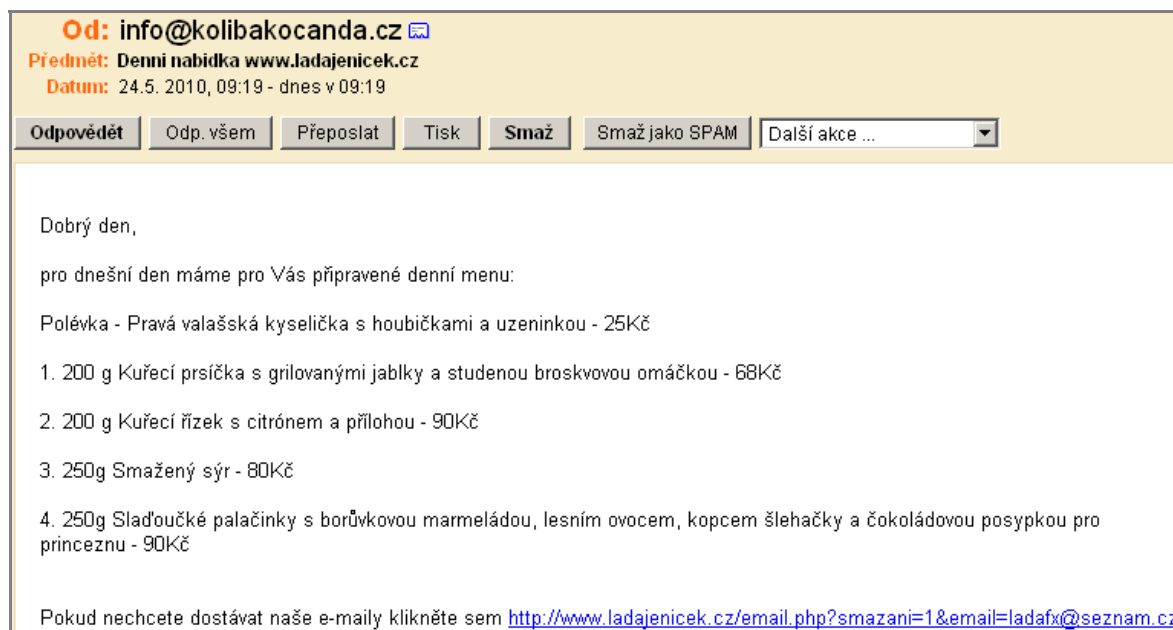 Od: info@kolibakocanda.cz
Předmět: Denni nabidka www.ladajenicek.cz
Datum: 24.5. 2010, 09:19 - dnes v 09:19
Odpovědět Odp. všem Přeposlat Tisk Smaž Smaž jako SPAM Další akce ...
Dobrý den,
pro dnešní den máme pro Vás připravené denní menu:
Polévka - Pravá valašská kyselička s houbičkami a uzeninkou - 25Kč
1. 200 g Kuřecí prsíčka s grilovanými jablky a studenou broskvovou omáčkou - 68Kč
2. 200 g Kuřecí řízek s citrónem a přílohou - 90Kč
3. 250g Smažený sýr - 80Kč
4. 250g Slaďoučké palačinky s borůvkovou marmeládou, lesním ovocem, kopcem šlehačky a čokoládovou posypkou pro
princeznu - 90Kč
Pokud nechcete dostávat naše e-maily klikněte sem http://www.ladajenicek.cz/email.php?smazani=1&email=ladafx@seznam.cz